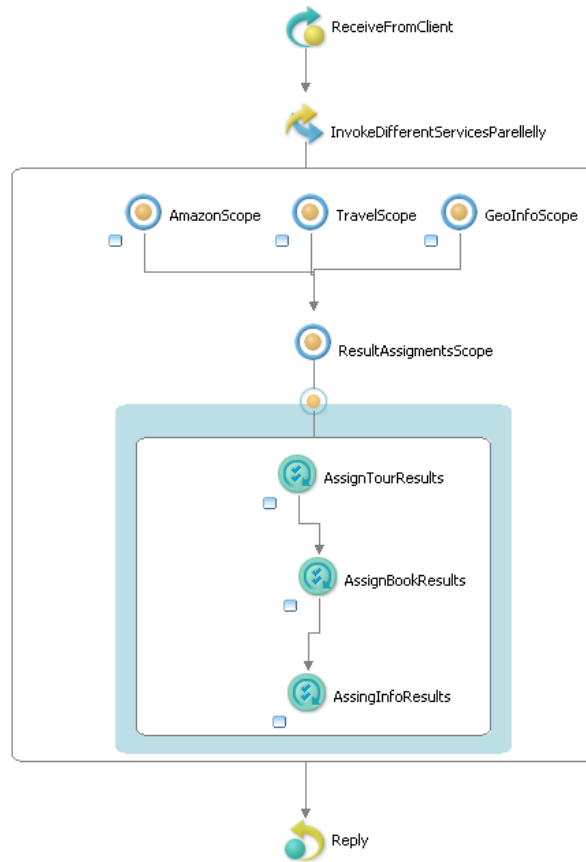 ReceiveFromClient
InvokeDifferentServicesParellelly
AmazonScope
TravelScope
GeoInfoScope
ResultAssigmentsScope
AssignTourResults
AssignBookResults
AssingInfoResults
Reply